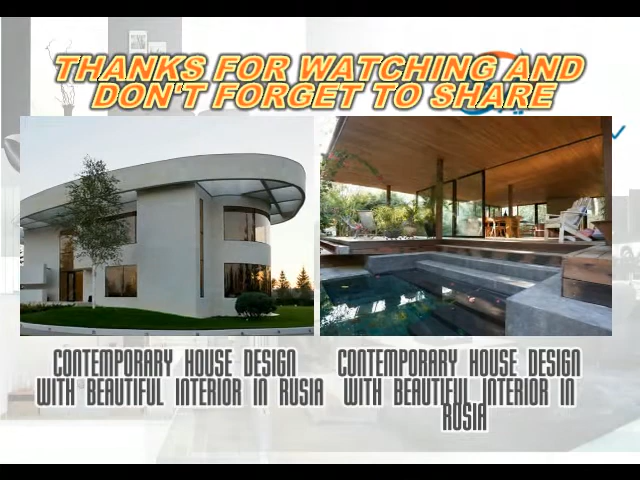 THANKS FOR WATCHING AND
DON'T FORGET TO SHARE
CONTEMPORARY HOUSE DESIGN
WITH BEAUTIFUL INTERIOR IN RUSIA
CONTEMPORARY HOUSE DESIGN
WITH BEAUTIFUL INTERIOR IN
ROSIA